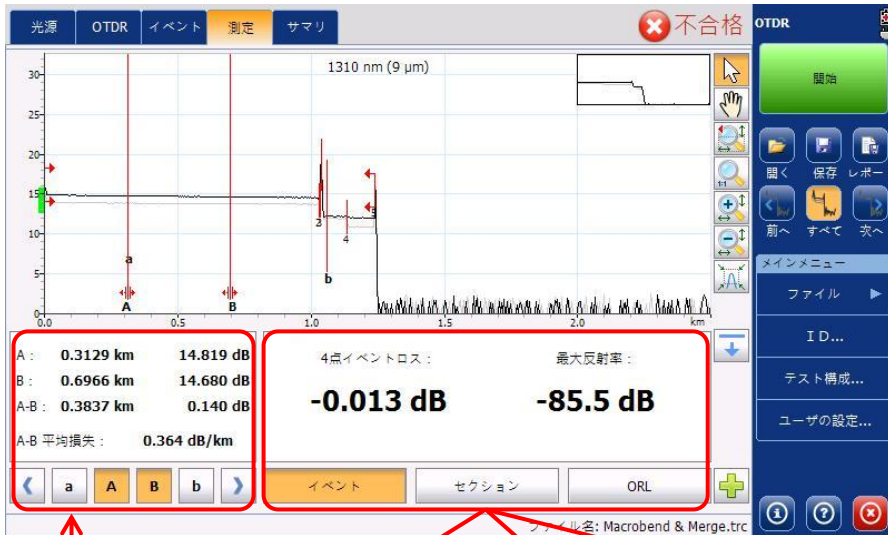 光源 OTDR イベント 測定 サマリ 不合格
OTDR
開始
開く 保存 レポー
前へ すべて 次へ
メインメニュー
ファイル
ID...
テスト構成...
ユーザの設定...
1310 nm (9 μm)
30
25
20
15
10
5
0
0.0 0.5 1.0 1.5 2.0 km
a
A
B
b
3
4
1:1
A : 0.3129 km 14.819 dB
B : 0.6966 km 14.680 dB
A-B : 0.3837 km 0.140 dB
A-B 平均損失 : 0.364 dB/km
4点イベントロス :
-0.013 dB
最大反射率 :
-85.5 dB
a A B b
イベント セクション ORL
ファイル名: Macrobend & Merge.trc